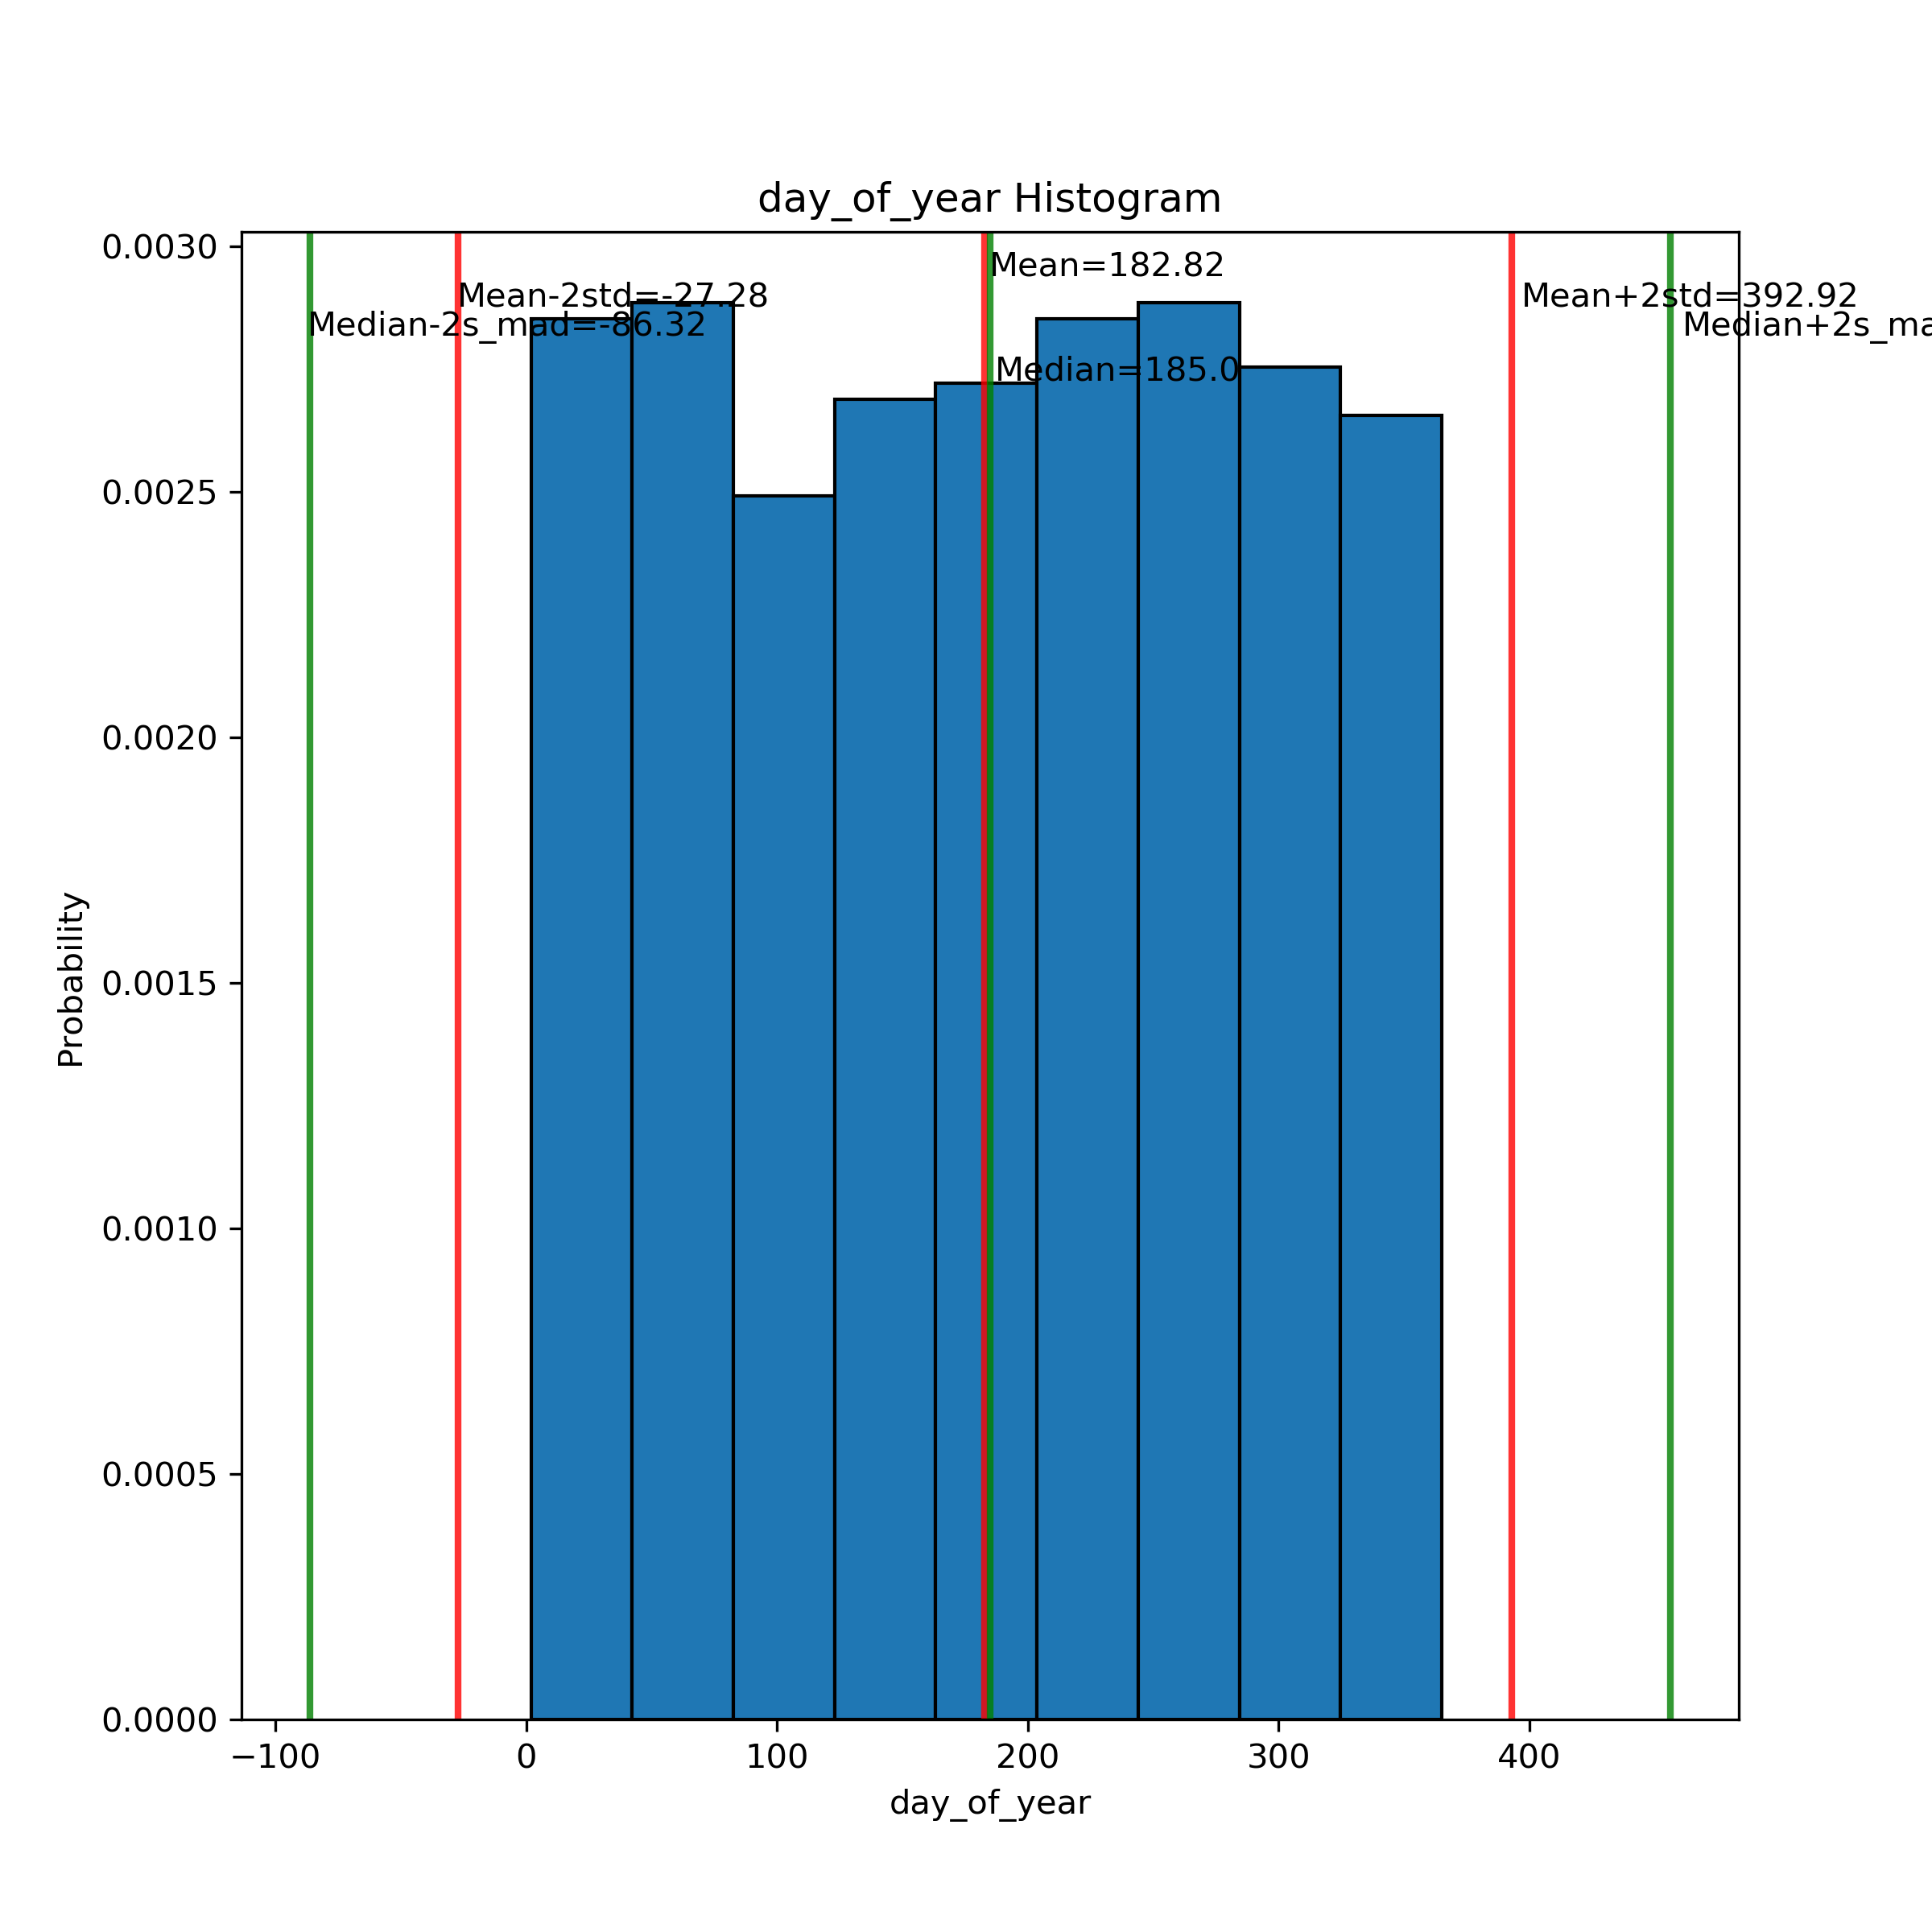 day_of_year Histogram
0.0030
0.0025
0.0020
0.0015
0.0010
0.0005
0.0000
Probability
Mean=182.82
Mean-2std=-27.28
Mean+2std=392.92
Median-2s_mad=-86.32
Median+2s_ma
Median=185.0
−100 0 100 200 300 400
day_of_year